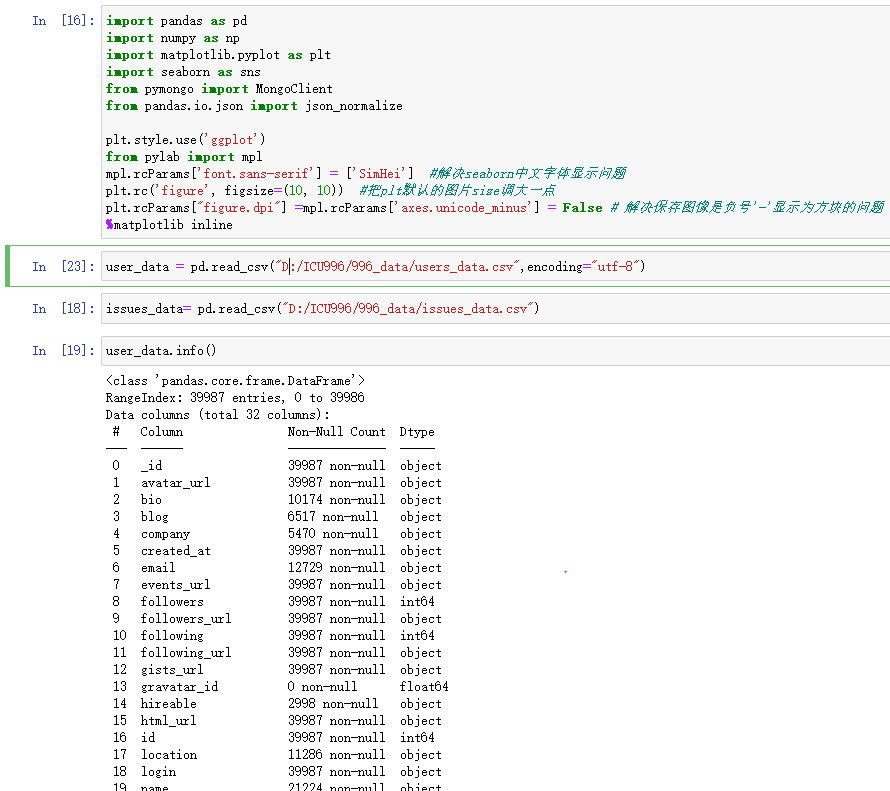 In [16]: import pandas as pd
import numpy as np
import matplotlib.pyplot as plt
import seaborn as sns
from pymongo import MongoClient
from pandas.io.json import json_normalize
plt.style.use('ggplot')
from pylab import mpl
mpl.rcParams['font.sans-serif'] = ['SimHei']  #解决seaborn中文字体显示问题
plt.rc('figure', figsize=(10, 10))  #把plt默认的图片sise调大一点
plt.rcParams["figure.dpi"] =mpl.rcParams['axes.unicode_minus'] = False # 解决保存图像是负号'-'显示为方块的问题
%matplotlib inline
In [23]: user_data = pd.read_csv("D:/ICU996/996_data/users_data.csv",encoding="utf-8")
In [18]: issues_data= pd.read_csv("D:/ICU996/996_data/issues_data.csv")
In [19]: user_data.info()
<class 'pandas.core.frame.DataFrame'>
RangeIndex: 39987 entries, 0 to 39986
Data columns (total 32 columns):
#   Column   Non-Null Count  Dtype
0   _id   39987 non-null  object
1   avatar_url   39987 non-null  object
2   bio   10174 non-null  object
3   blog   6517 non-null   object
4   company   5470 non-null   object
5   created_at   39987 non-null  object
6   email   12729 non-null  object
7   events_url   39987 non-null  object
8   followers   39987 non-null  int64
9   followers_url   39987 non-null  object
10  following   39987 non-null  int64
11  following_url   39987 non-null  object
12  gists_url   39987 non-null  object
13  gravatar_id   0 non-null   float64
14  hireable   2998 non-null   object
15  html_url   39987 non-null  object
16  id   39987 non-null  int64
17  location   11286 non-null  object
18  login   39987 non-null  object
19  name   21224 non-null  object